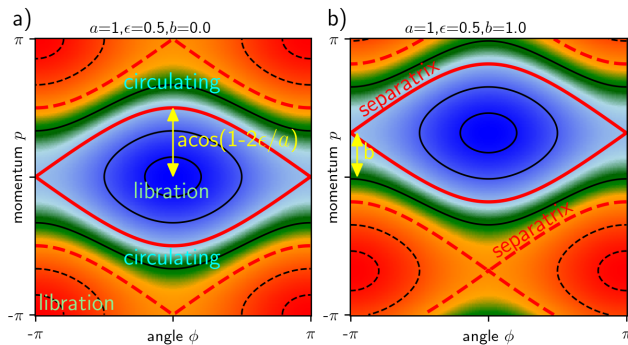 a)
a=1,ϵ=0.5,b=0.0
π
circulating
acos(1-2ϵ/a)
libration
circulating
libration
-π
momentum p
-π
angle ϕ
π
b)
a=1,ϵ=0.5,b=1.0
π
separatrix
b
separatrix
-π
momentum p
-π
angle ϕ
π